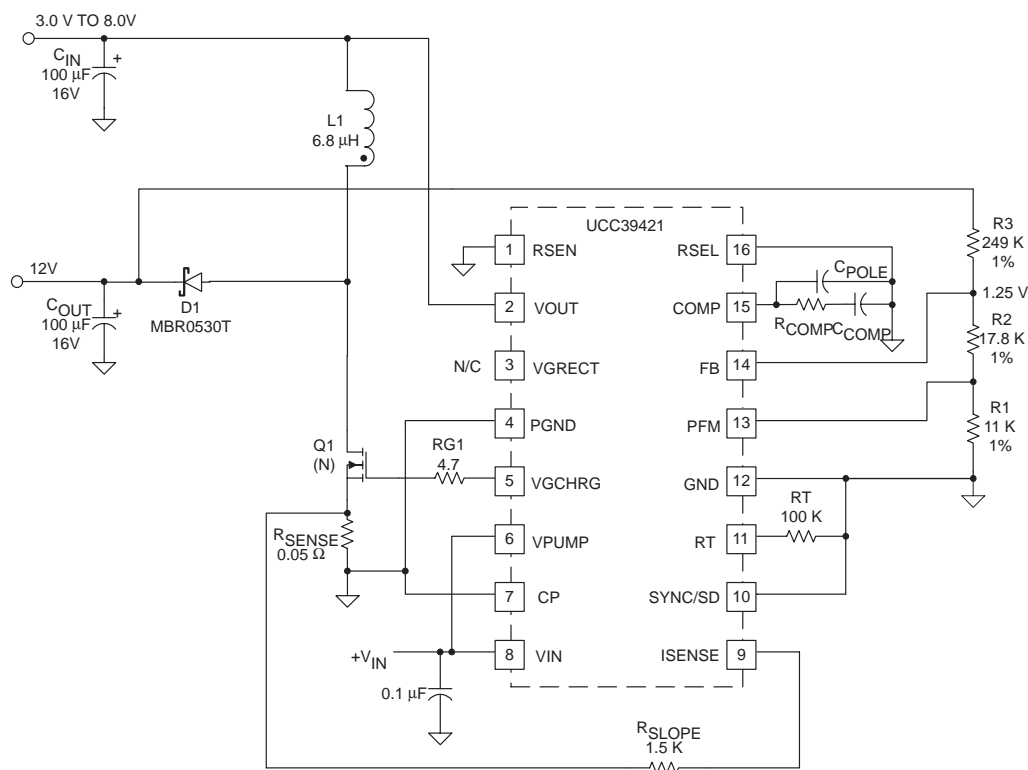 3.0 V TO 8.0V
CIN
100 μF
16V
+
L1
6.8 μH
UCC39421
1 RSEN
RSEL 16
R3
249 K
1%
12V
COUT
100 μF
16V
+
D1
MBR0530T
2 VOUT
COMP 15
CPOLE
RCOMP
CCOMP
1.25 V
R2
17.8 K
1%
N/C
3 VGRECT
FB 14
4 PGND
PFM 13
R1
11 K
1%
Q1
(N)
RG1
4.7
5 VGCHRG
GND 12
RT
100 K
RSENSE
0.05 Ω
6 VPUMP
RT 11
7 CP
SYNC/SD 10
+VIN
8 VIN
ISENSE 9
0.1 μF
RSLOPE
1.5 K